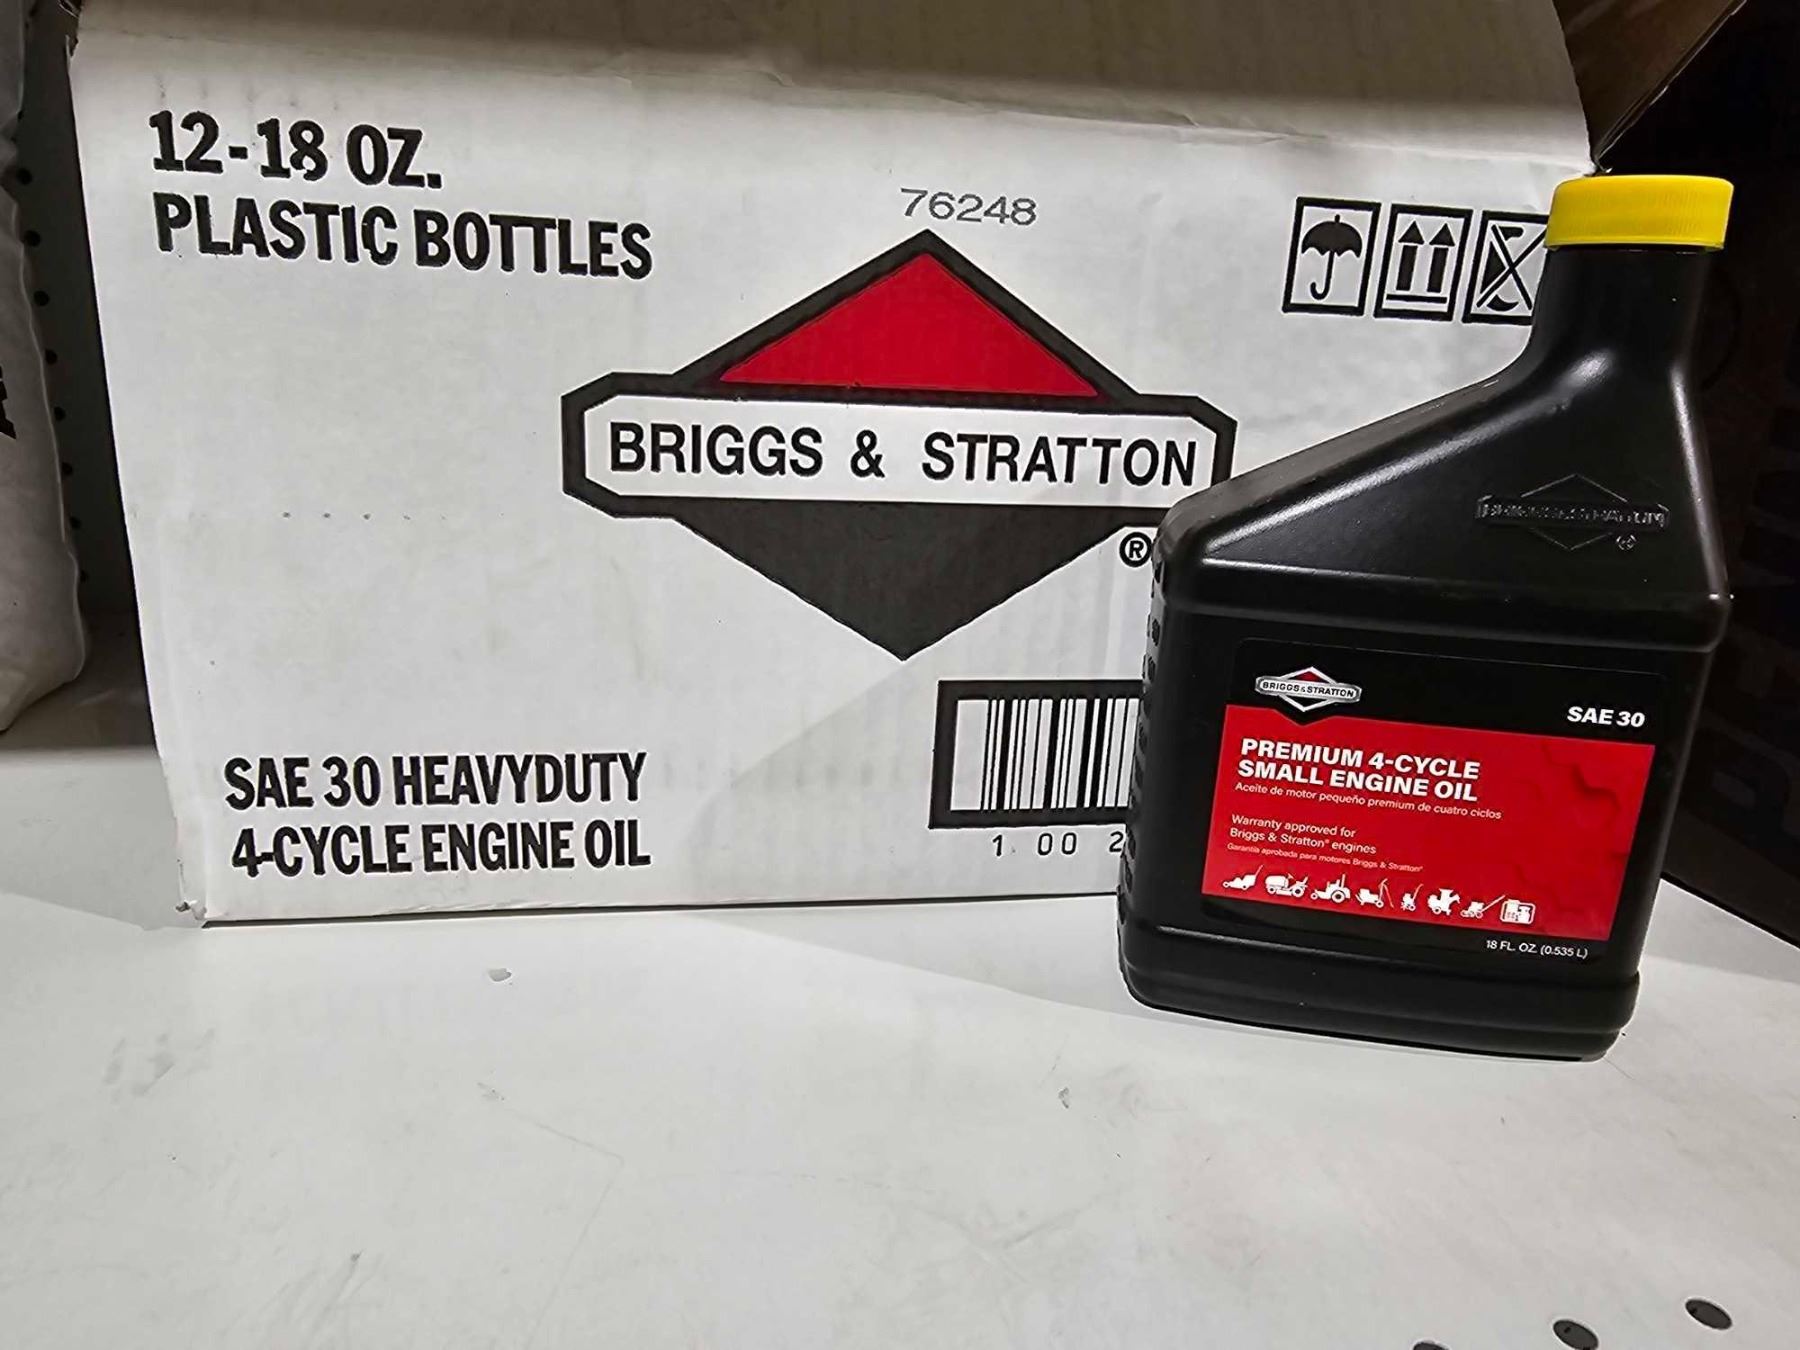 12-18 OZ.
PLASTIC BOTTLES
76248
BRIGGS & STRATTON
®
SAE 30 HEAVYDUTY
4-CYCLE ENGINE OIL
1 00 2
BRIGGS & STRATTON
BRIGGS & STRATTON
SAE 30
PREMIUM 4-CYCLE
SMALL ENGINE OIL
Aceite de motor pequeño premium de cuatro ciclos
Warranty approved for
Briggs & Stratton® engines
Garantía aprobada para motores Briggs & Stratton®
18 FL. OZ. (0.535 L)